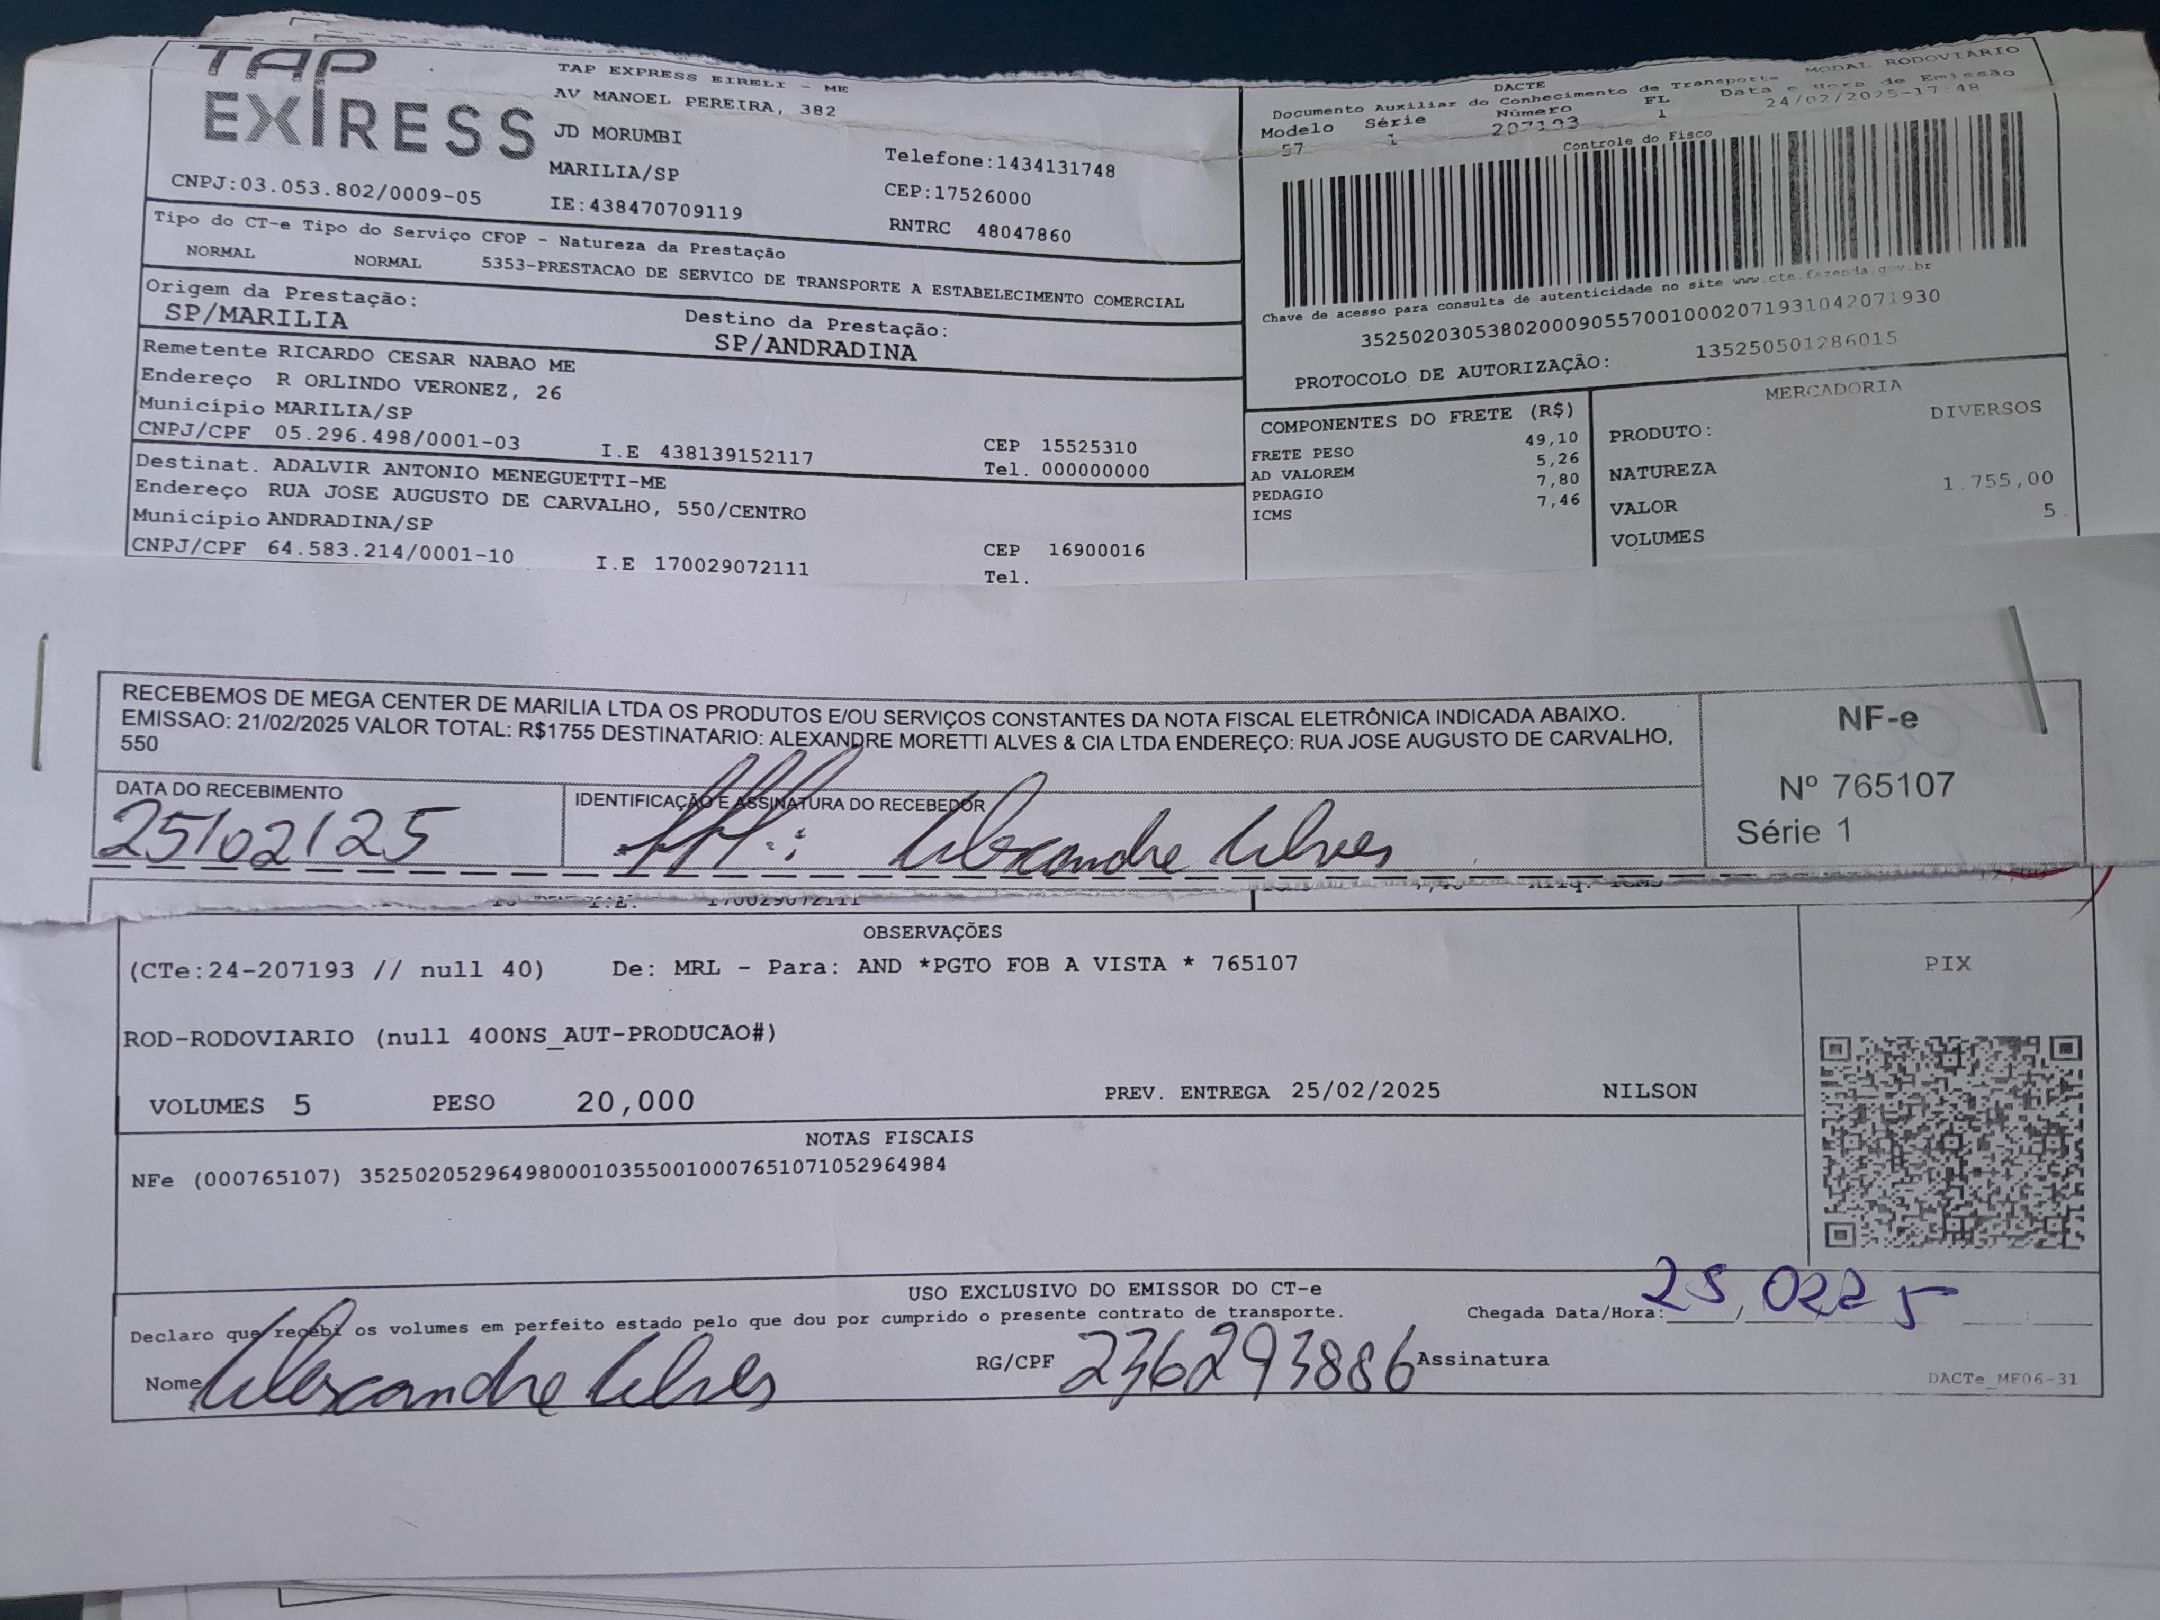 TAP EXPRESS
TAP EXPRESS EIRELI - ME
AV MANOEL PEREIRA, 382
JD MORUMBI
MARILIA/SP
Telefone:1434131748
CNPJ:03.053.802/0009-05
IE:438470709119
CEP:17526000
RNTRC 48047860
DACTE MODAL RODOVIARIO
Documento Auxiliar do Conhecimento de Transporte
Modelo Série Número FL Data e Hora de Emissão
57 1 207193 1 24/02/2025-17:48
Controle do Fisco
Chave de acesso para consulta de autenticidade no site www.cte.fazenda.gov.br
35250203053802000905570010002071931042071930
PROTOCOLO DE AUTORIZAÇÃO: 135250501286015
Tipo do CT-e Tipo do Serviço CFOP - Natureza da Prestação
NORMAL NORMAL 5353-PRESTACAO DE SERVICO DE TRANSPORTE A ESTABELECIMENTO COMERCIAL
Origem da Prestação: Destino da Prestação:
SP/MARILIA SP/ANDRADINA
Remetente RICARDO CESAR NABAO ME
Endereço R ORLINDO VERONEZ, 26
Município MARILIA/SP
CNPJ/CPF 05.296.498/0001-03 I.E 438139152117 CEP 15525310
Tel. 000000000
Destinat. ADALVIR ANTONIO MENEGUETTI-ME
Endereço RUA JOSE AUGUSTO DE CARVALHO, 550/CENTRO
Município ANDRADINA/SP
CNPJ/CPF 64.583.214/0001-10 I.E 170029072111 CEP 16900016
Tel.
COMPONENTES DO FRETE (R$)
FRETE PESO 49,10
AD VALOREM 5,26
PEDAGIO 7,80
ICMS 7,46
MERCADORIA
PRODUTO: DIVERSOS
NATUREZA
VALOR 1.755,00
VOLUMES 5
RECEBEMOS DE MEGA CENTER DE MARILIA LTDA OS PRODUTOS E/OU SERVIÇOS CONSTANTES DA NOTA FISCAL ELETRÔNICA INDICADA ABAIXO.
EMISSAO: 21/02/2025 VALOR TOTAL: R$1755 DESTINATARIO: ALEXANDRE MORETTI ALVES & CIA LTDA ENDEREÇO: RUA JOSE AUGUSTO DE CARVALHO,
550
NF-e
Nº 765107
Série 1
DATA DO RECEBIMENTO
25/02/25
IDENTIFICAÇÃO E ASSINATURA DO RECEBEDOR
Alexandre Alves
I.E. 170029072111
OBSERVAÇÕES
(CTe:24-207193 // null 40) De: MRL - Para: AND *PGTO FOB A VISTA * 765107
PIX
ROD-RODOVIARIO (null 400NS_AUT-PRODUCAO#)
VOLUMES 5 PESO 20,000 PREV. ENTREGA 25/02/2025 NILSON
NOTAS FISCAIS
NFe (000765107) 35250205296498000103550010007651071052964984
USO EXCLUSIVO DO EMISSOR DO CT-e
Declaro que recebi os volumes em perfeito estado pelo que dou por cumprido o presente contrato de transporte.
Chegada Data/Hora: 25 02 25
Nome Alexandre Alves RG/CPF 236293886 Assinatura
DACTe_MF06-31